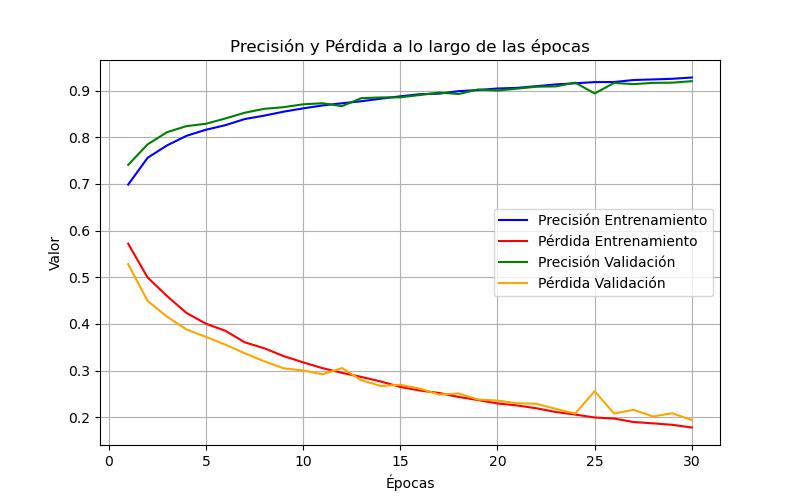 Precisión y Pérdida a lo largo de las épocas
0.9
0.8
0.7
0.6
0.5
0.4
0.3
0.2
Valor
Precisión Entrenamiento
Pérdida Entrenamiento
Precisión Validación
Pérdida Validación
0 5 10 15 20 25 30
Épocas